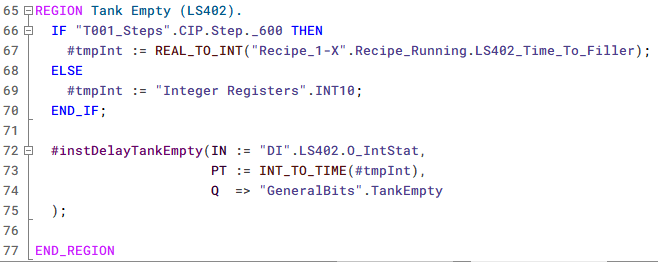 65 REGION Tank Empty (LS402).
66 IF "T001_Steps".CIP.Step._600 THEN
67 #tmpInt := REAL_TO_INT("Recipe_1-X".Recipe_Running.LS402_Time_To_Filler);
68 ELSE
69 #tmpInt := "Integer Registers".INT10;
70 END_IF;
71
72 #instDelayTankEmpty(IN := "DI".LS402.O_IntStat,
73 PT := INT_TO_TIME(#tmpInt),
74 Q => "GeneralBits".TankEmpty
75 );
76
77 END_REGION